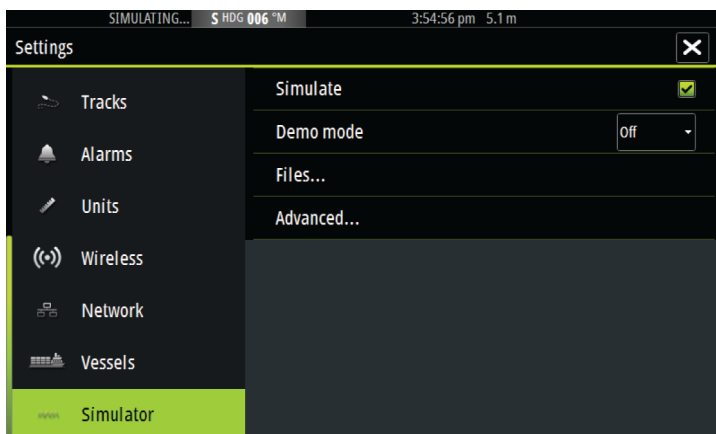 SIMULATING... S HDG 006 °M 3:54:56 pm 5.1 m
Settings
Tracks
Alarms
Units
Wireless
Network
Vessels
Simulator
Simulate
Demo mode Off
Files...
Advanced...